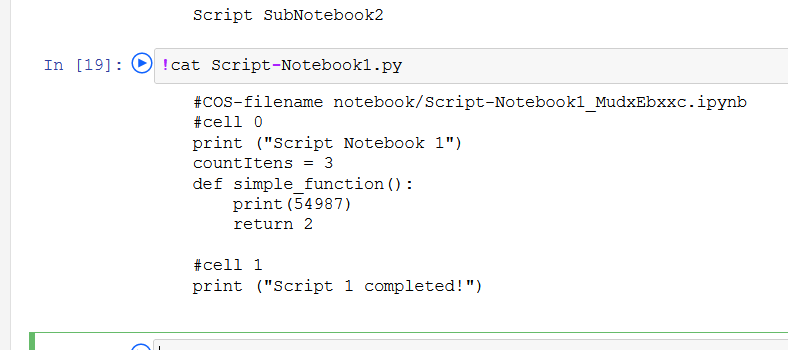 Script SubNotebook2
In [19]: !cat Script-Notebook1.py
#COS-filename notebook/Script-Notebook1_MudxEbxxc.ipynb
#cell 0
print ("Script Notebook 1")
countItens = 3
def simple_function():
    print(54987)
    return 2
#cell 1
print ("Script 1 completed!")